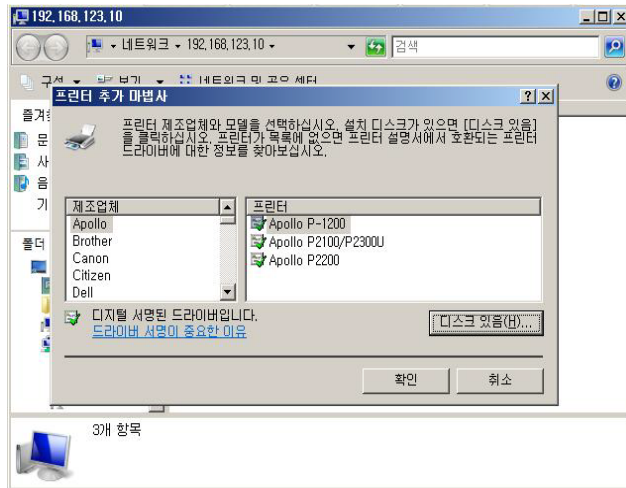 192.168.123.10
네트워크 192.168.123.10 검색
구성 보기 네트워크 및 공유 센터
프린터 추가 마법사
프린터 제조업체와 모델을 선택하십시오. 설치 디스크가 있으면 [디스크 있음]
을 클릭하십시오. 프린터가 목록에 없으면 프린터 설명서에서 호환되는 프린터
드라이버에 대한 정보를 찾아보십시오.
제조업체
Apollo
Brother
Canon
Citizen
Dell
프린터
Apollo P-1200
Apollo P2100/P2300U
Apollo P2200
디지털 서명된 드라이버입니다.
드라이버 서명이 중요한 이유
디스크 있음(H)...
확인 취소
폴더
3개 항목